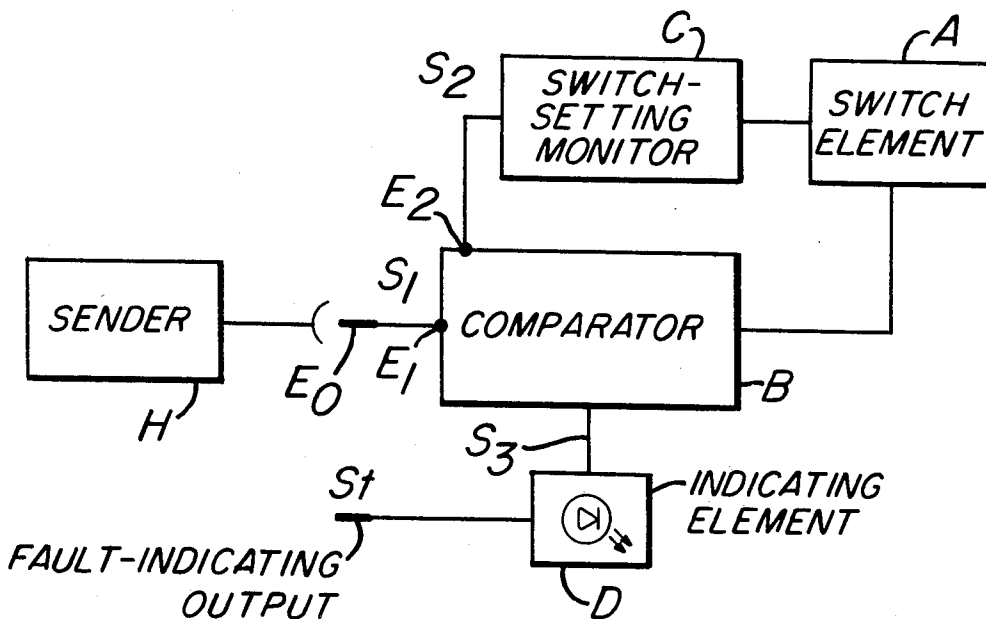 C
A
S2
SWITCH-
SETTING
MONITOR
SWITCH
ELEMENT
E2
S1
SENDER
COMPARATOR
E0
E1
H
B
S3
St
INDICATING
ELEMENT
FAULT-INDICATING
OUTPUT
D